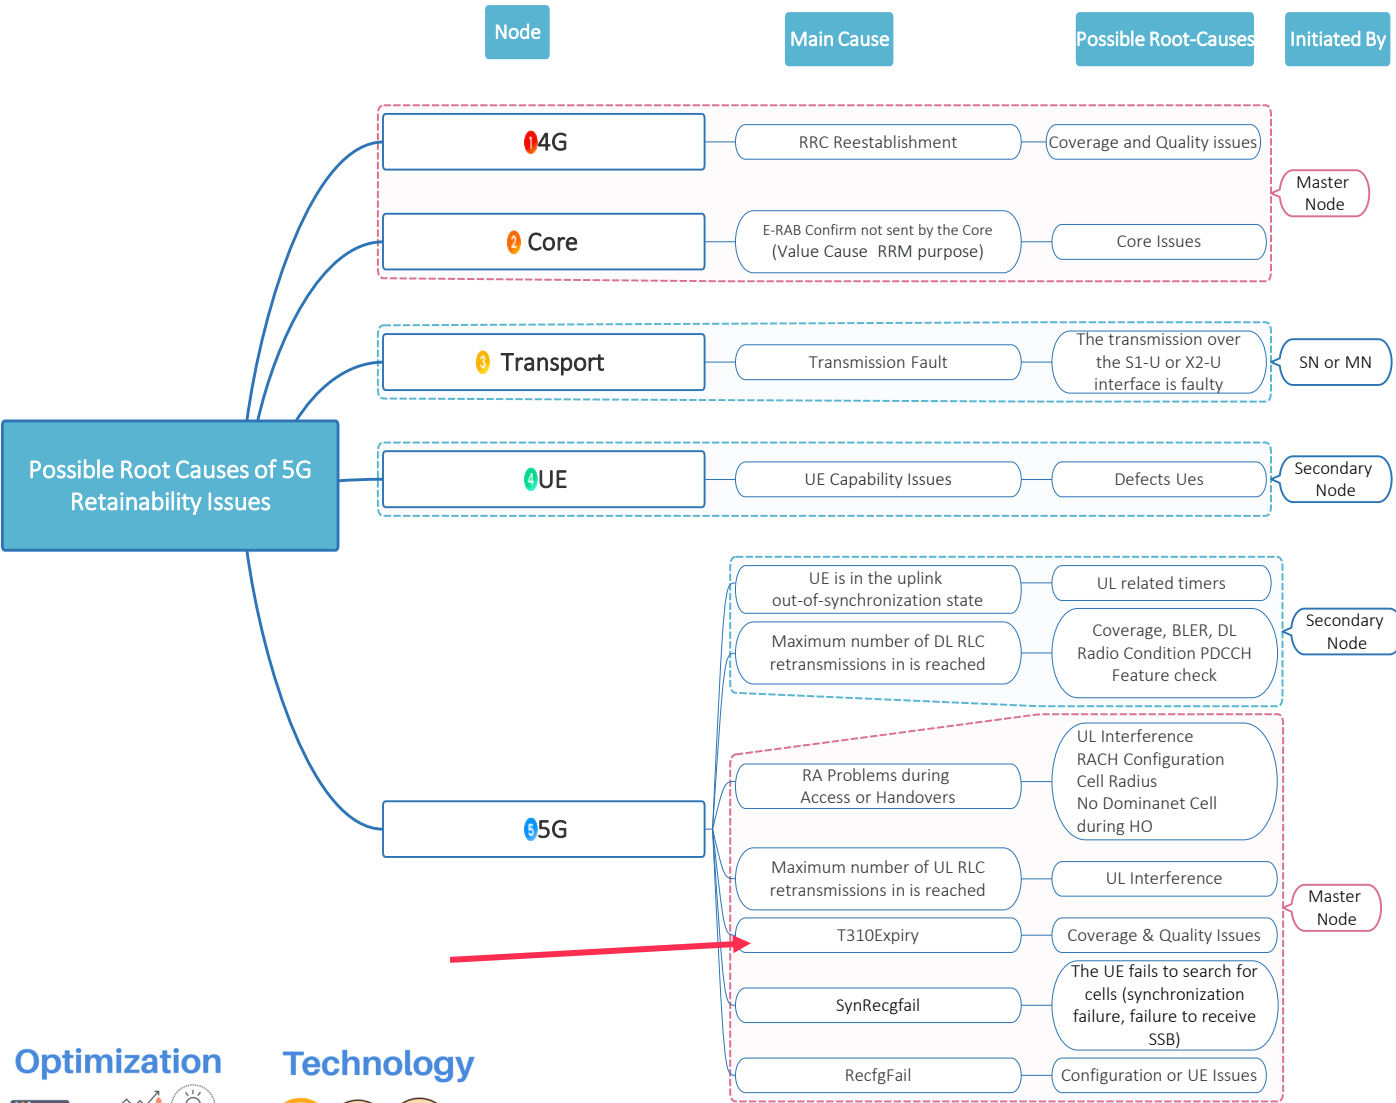 Node
Main Cause
Possible Root-Causes
Initiated By
Possible Root Causes of 5G
Retainability Issues
1 4G
RRC Reestablishment
Coverage and Quality issues
Master
Node
2 Core
E-RAB Confirm not sent by the Core
(Value Cause RRM purpose)
Core Issues
3 Transport
Transmission Fault
The transmission over
the S1-U or X2-U
interface is faulty
SN or MN
4 UE
UE Capability Issues
Defects Ues
Secondary
Node
5 5G
UE is in the uplink
out-of-synchronization state
UL related timers
Maximum number of DL RLC
retransmissions in is reached
Coverage, BLER, DL
Radio Condition PDCCH
Feature check
Secondary
Node
RA Problems during
Access or Handovers
UL Interference
RACH Configuration
Cell Radius
No Dominanet Cell
during HO
Maximum number of UL RLC
retransmissions in is reached
UL Interference
T310Expiry
Coverage & Quality Issues
SynRecgfail
The UE fails to search for
cells (synchronization
failure, failure to receive
SSB)
RecfgFail
Configuration or UE Issues
Master
Node
Optimization
Technology